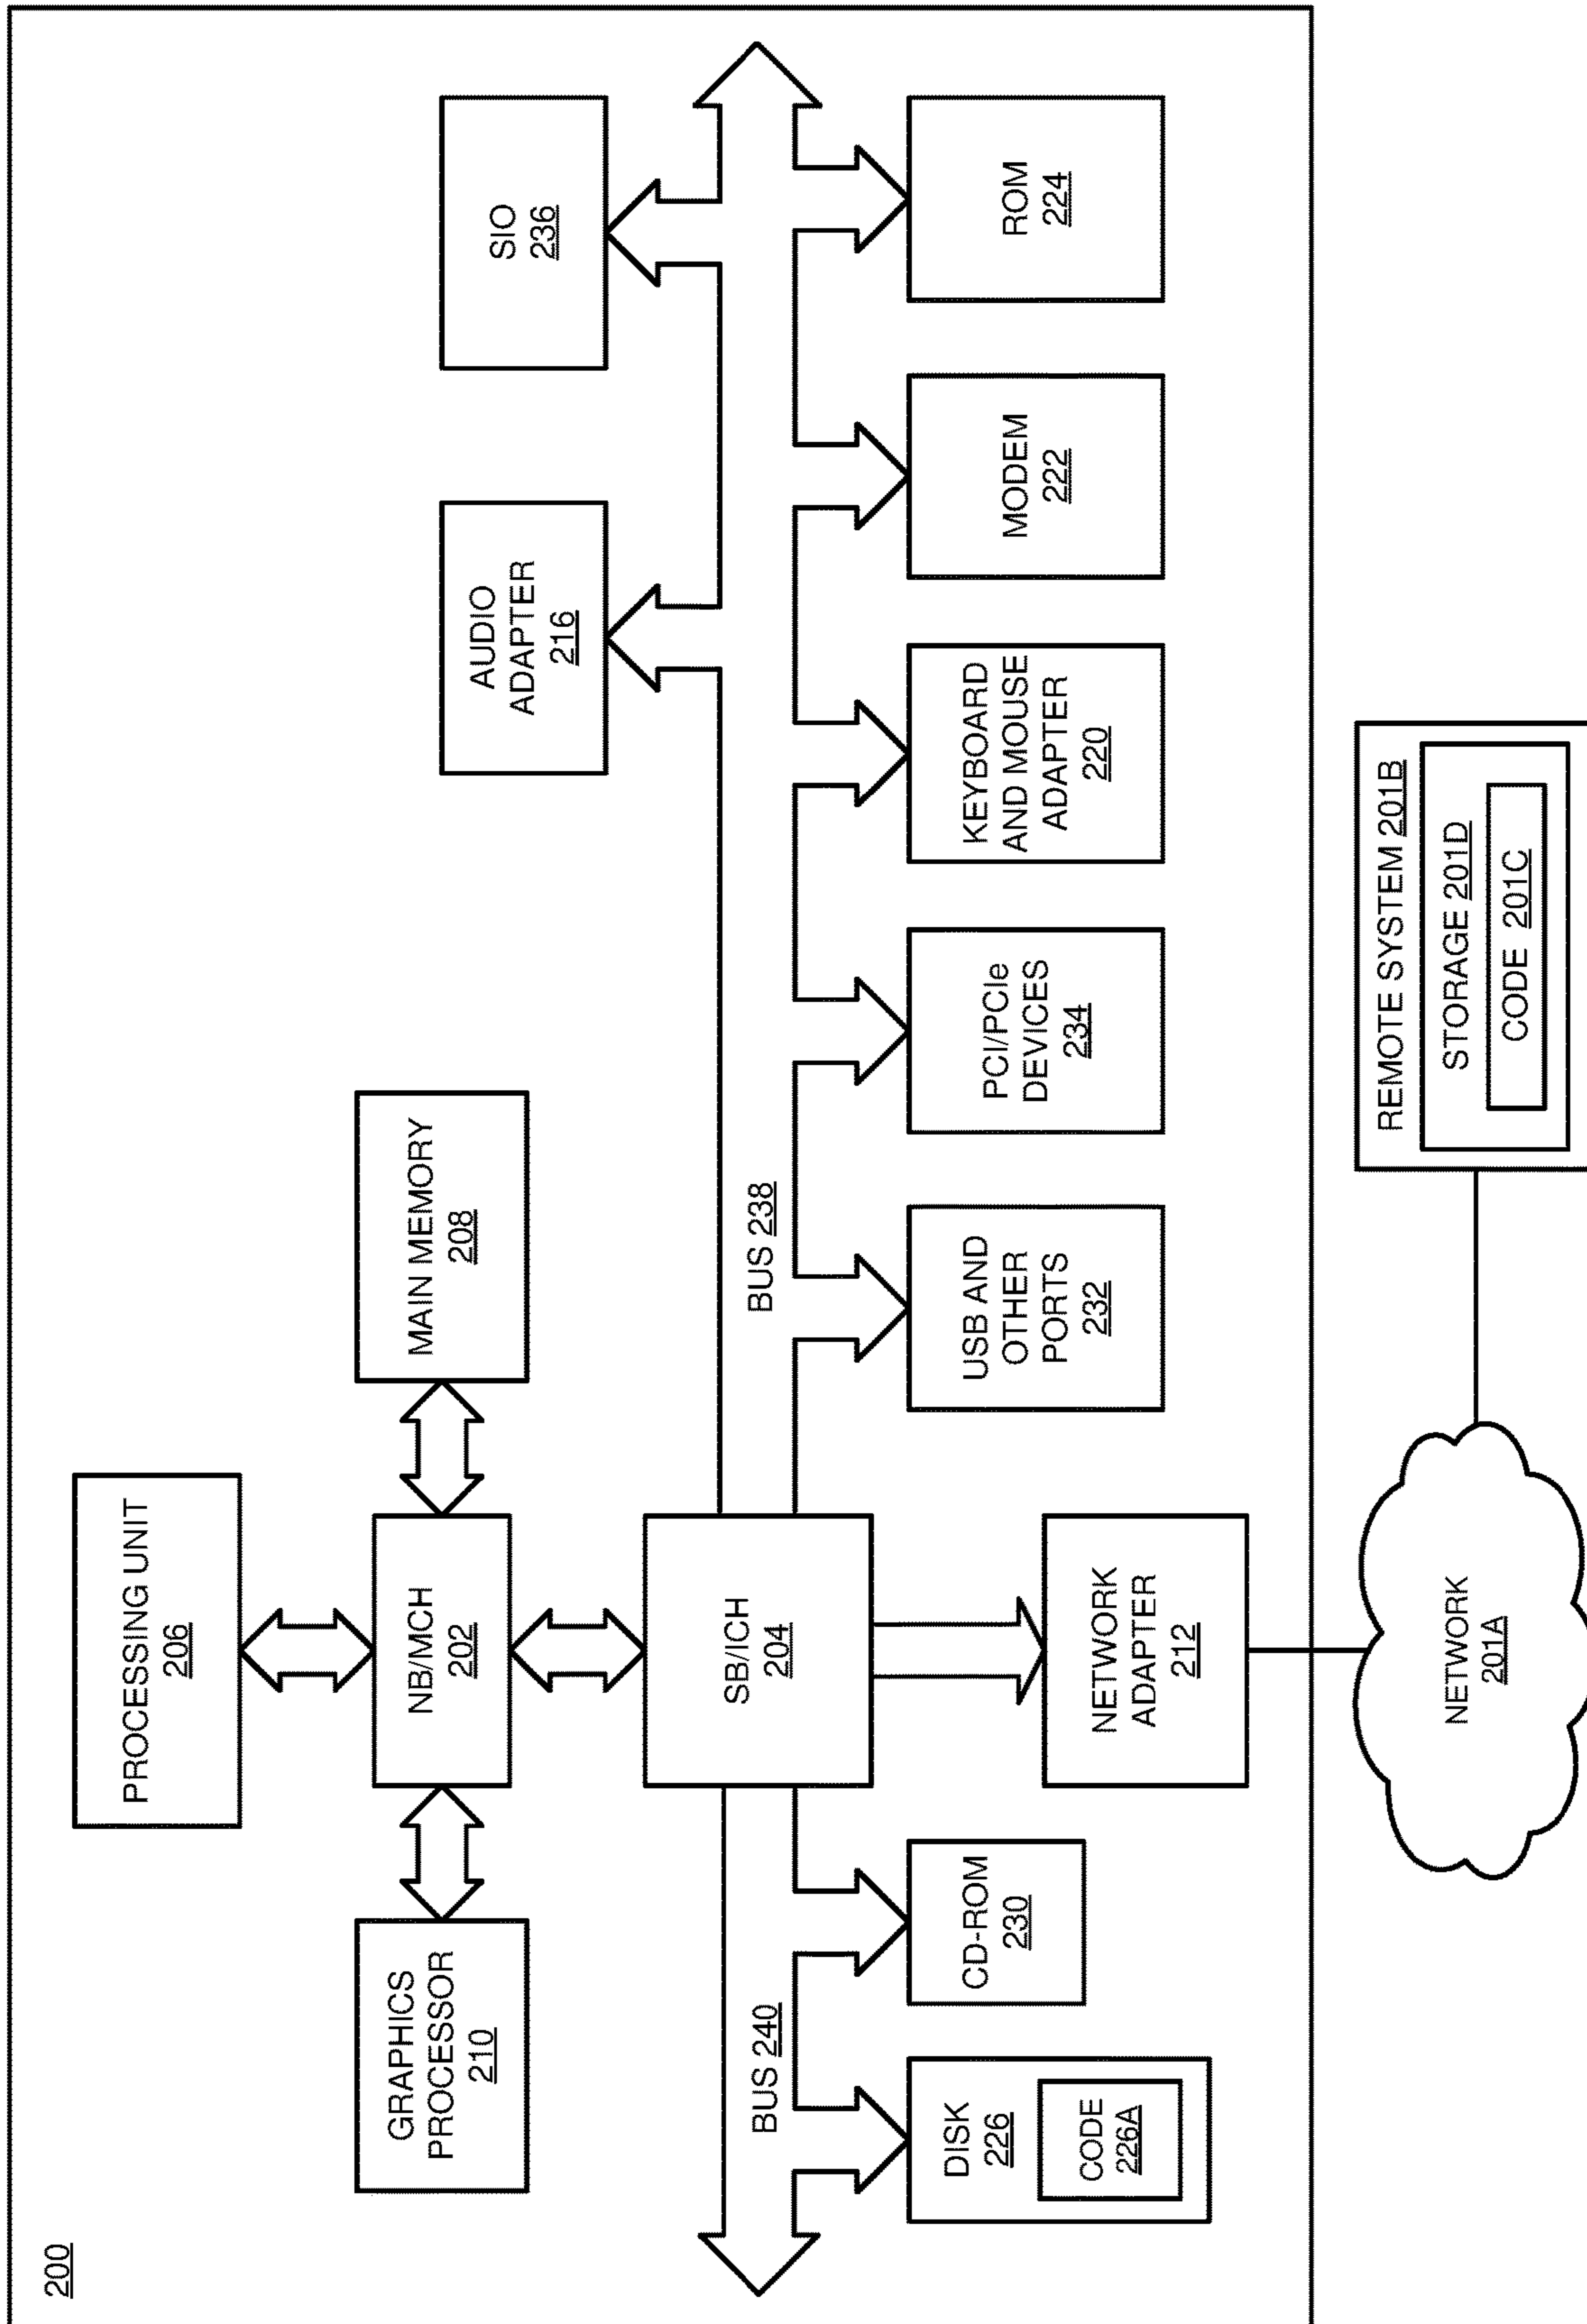 200
PROCESSING UNIT
206
GRAPHICS
PROCESSOR
210
NB/MCH
202
MAIN MEMORY
208
AUDIO
ADAPTER
216
SIO
236
SB/ICH
204
BUS 240
BUS 238
DISK
226
CODE
226A
CD-ROM
230
NETWORK
ADAPTER
212
USB AND
OTHER
PORTS
232
PCI/PCIe
DEVICES
234
KEYBOARD
AND MOUSE
ADAPTER
220
MODEM
222
ROM
224
NETWORK
201A
REMOTE SYSTEM 201B
STORAGE 201D
CODE 201C